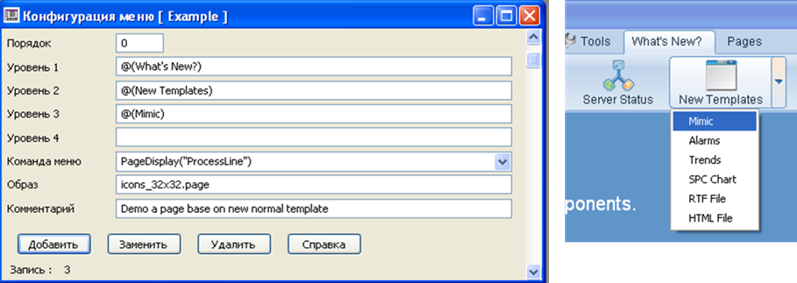 Конфигурация меню [ Example ]
Порядок 0
Уровень 1 @(What's New?)
Уровень 2 @(New Templates)
Уровень 3 @(Mimic)
Уровень 4
Команда меню PageDisplay("ProcessLine")
Образ icons_32x32.page
Комментарий Demo a page base on new normal template
Добавить Заменить Удалить Справка
Запись : 3
Tools What's New? Pages
Server Status New Templates
Mimic
Alarms
Trends
SPC Chart
RTF File
HTML File
ponents.